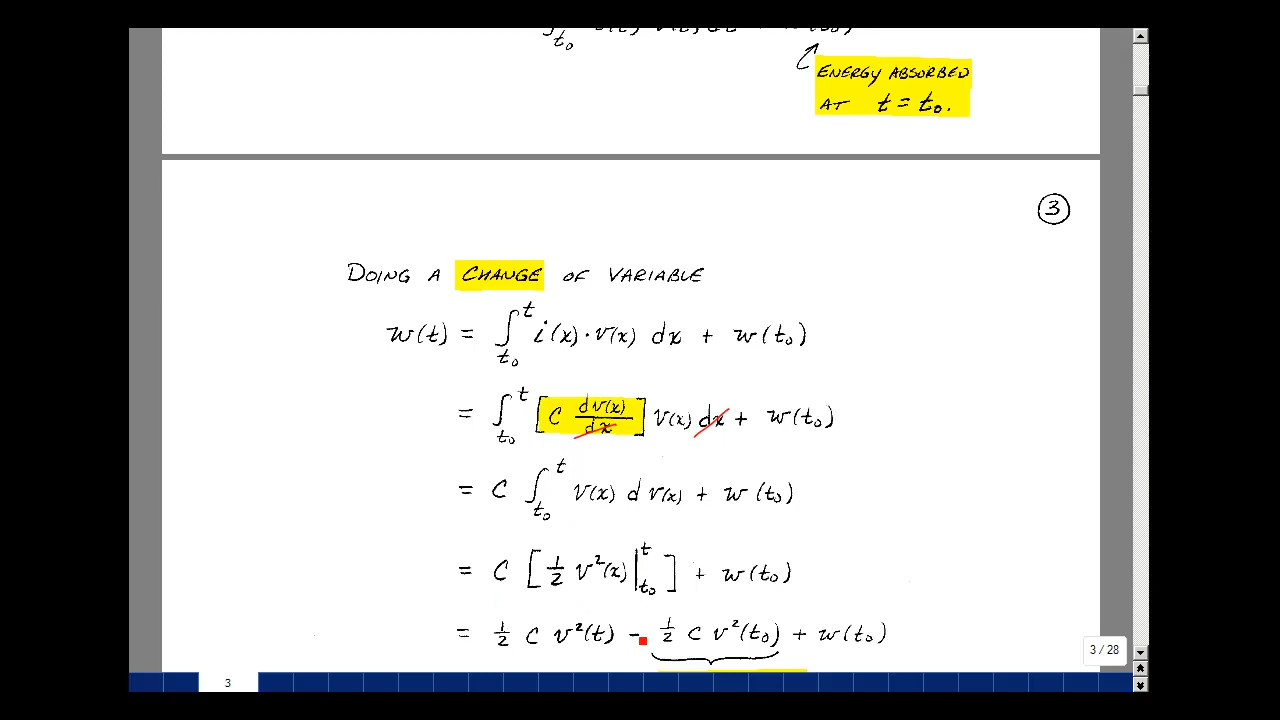 ENERGY ABSORBED
AT t = t₀.
3
DOING A CHANGE OF VARIABLE
w(t) = ∫_{t₀}^{t} i(x)·v(x) dx + w(t₀)
= ∫_{t₀}^{t} [C dv(x)/dx] v(x) dx + w(t₀)
= C ∫_{t₀}^{t} v(x) dv(x) + w(t₀)
= C [½ v²(x)|_{t₀}^{t}] + w(t₀)
= ½ C v²(t) - ½ C v²(t₀) + w(t₀)
3 / 28
3